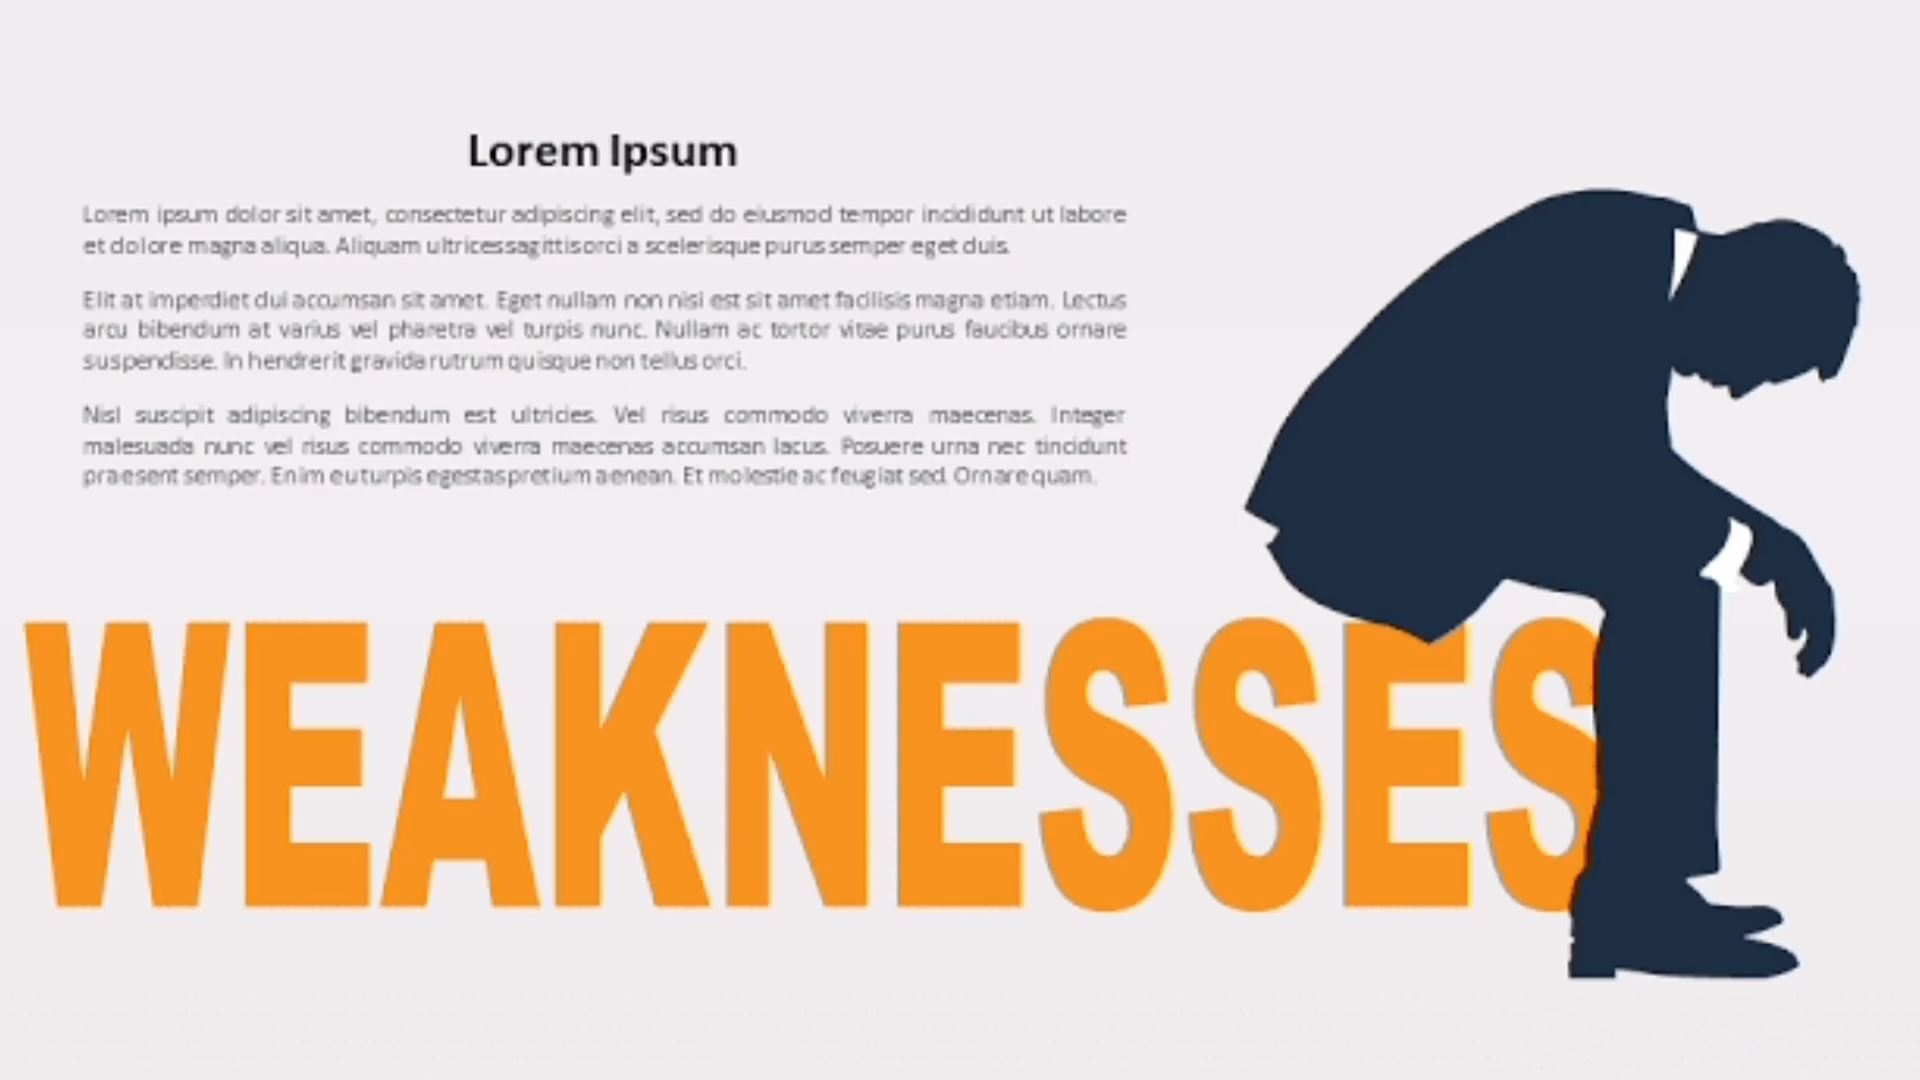 Lorem Ipsum
Lorem ipsum dolor sit amet, consectetur adipiscing elit, sed do eiusmod tempor incididunt ut labore
et dolore magna aliqua. Aliquam ultrices sagittis orci a scelerisque purus semper eget duis.
Elit at imperdiet dui accumsan sit amet. Eget nullam non nisi est sit amet facilisis magna etiam. Lectus
arcu bibendum at varius vel pharetra vel turpis nunc. Nullam ac tortor vitae purus faucibus ornare
suspendisse. In hendrerit gravida rutrum quisque non tellus orci.
Nisl suscipit adipiscing bibendum est ultricies. Vel risus commodo viverra maecenas. Integer
malesuada nunc vel risus commodo viverra maecenas accumsan lacus. Posuere urna nec tincidunt
praesent semper. Enim eu turpis egestas pretium aenean. Et molestie ac feugiat sed. Ornare quam.
WEAKNESSES